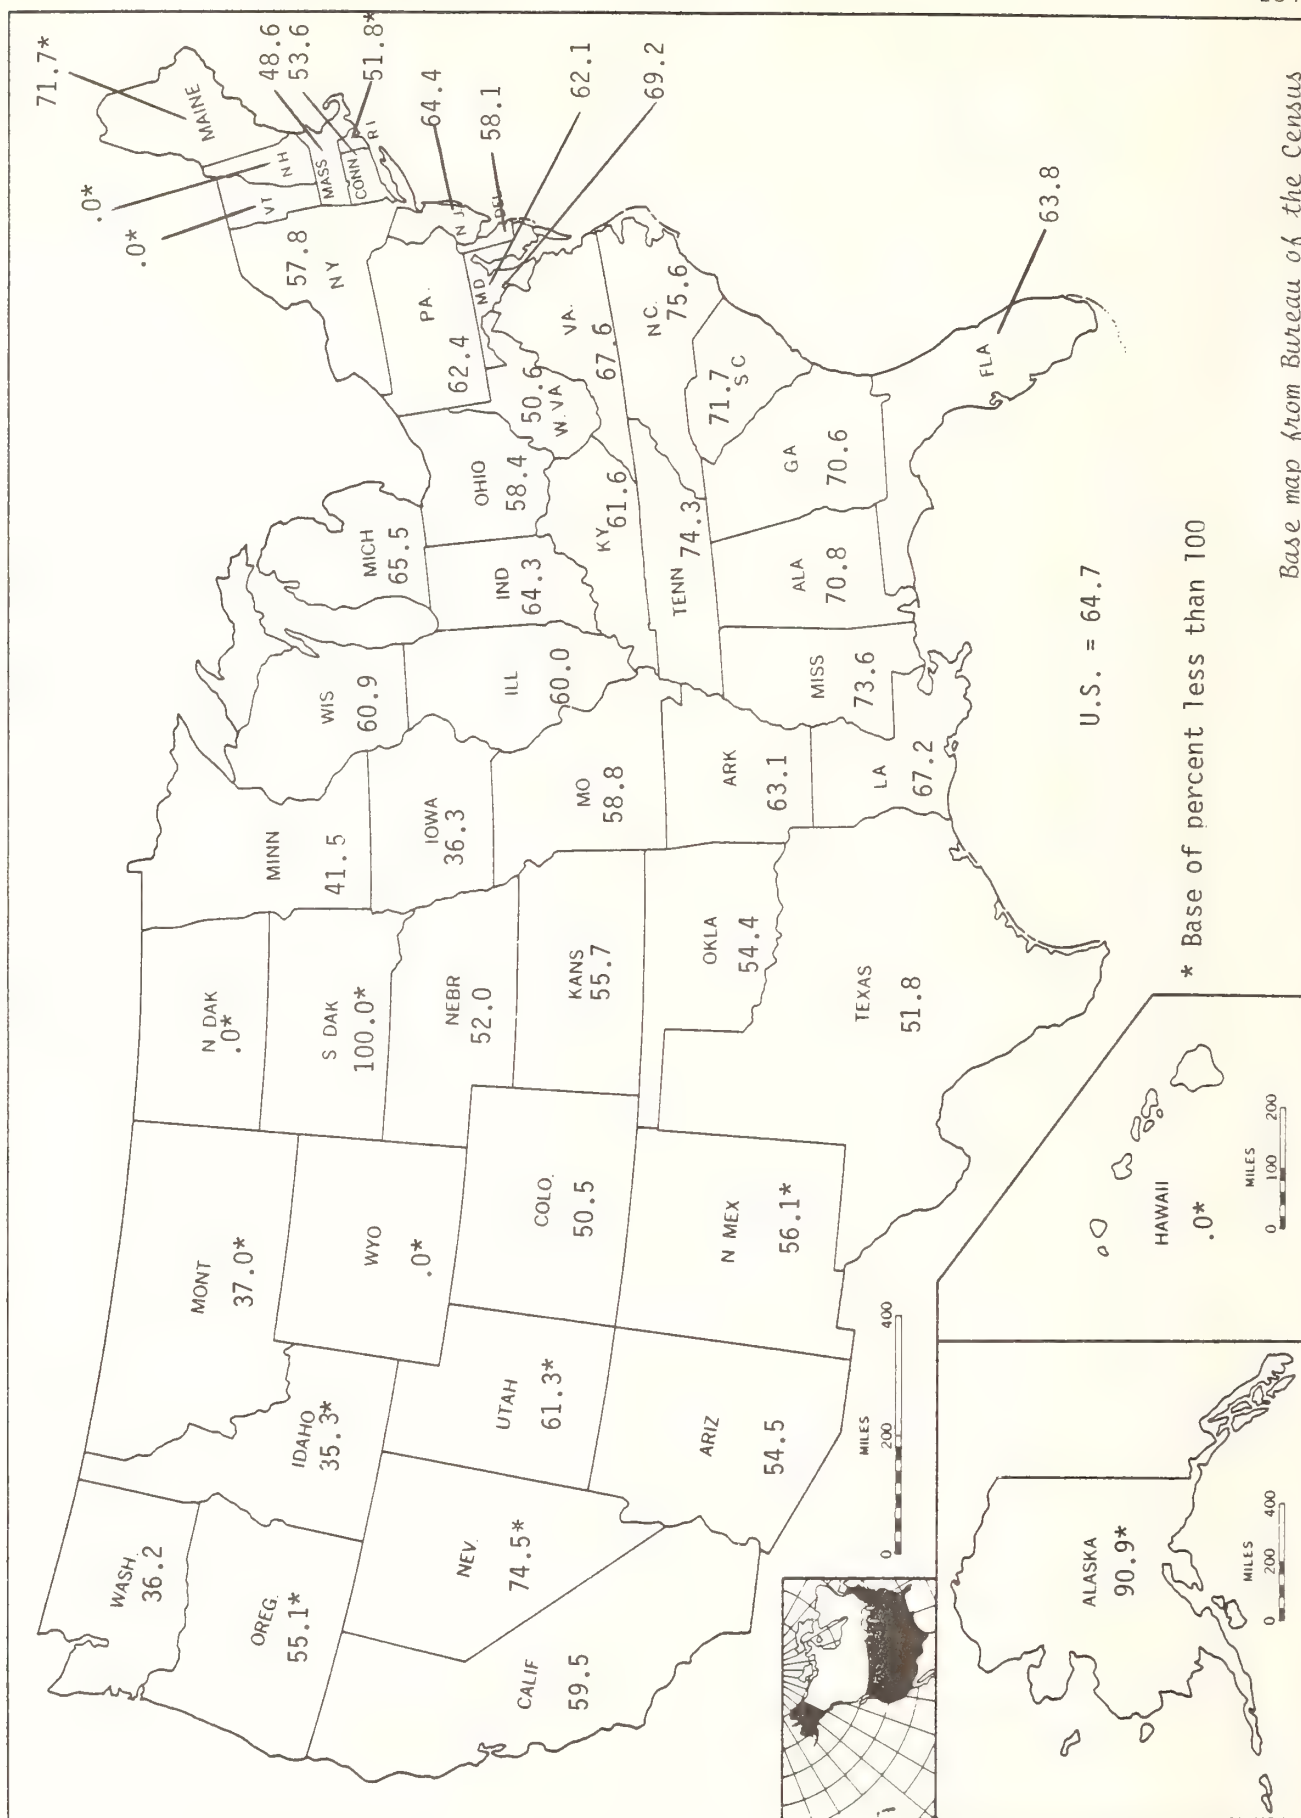 WASH.
36.2
OREG.
55.1*
CALIF
59.5
NEV.
74.5*
IDAHO
35.3*
MONT
37.0*
WYO
.0*
UTAH
61.3*
ARIZ
54.5
COLO.
50.5
N MEX
56.1*
N DAK
.0*
S DAK
100.0*
NEBR
52.0
KANS
55.7
OKLA
54.4
TEXAS
51.8
MINN
41.5
IOWA
36.3
MO
58.8
ARK
63.1
LA
67.2
WIS
60.9
ILL
60.0
MISS
73.6
MICH
65.5
IND
64.3
OHIO
58.4
KY
61.6
TENN
74.3
ALA
70.8
GA
70.6
FLA
63.8
S C
71.7
N C.
75.6
VA.
67.6
W.VA
50.6
PA.
62.4
57.8
NY
VT
.0*
NH
.0*
MAINE
71.7*
MASS
48.6
CONN.
53.6
RI
51.8*
N J
64.4
DEL
58.1
MD
62.1
69.2
U.S. = 64.7
* Base of percent less than 100
MILES
0 200 400
ALASKA
90.9*
MILES
0 200 400
HAWAII
.0*
MILES
0 100 200
Base map from Bureau of the Census